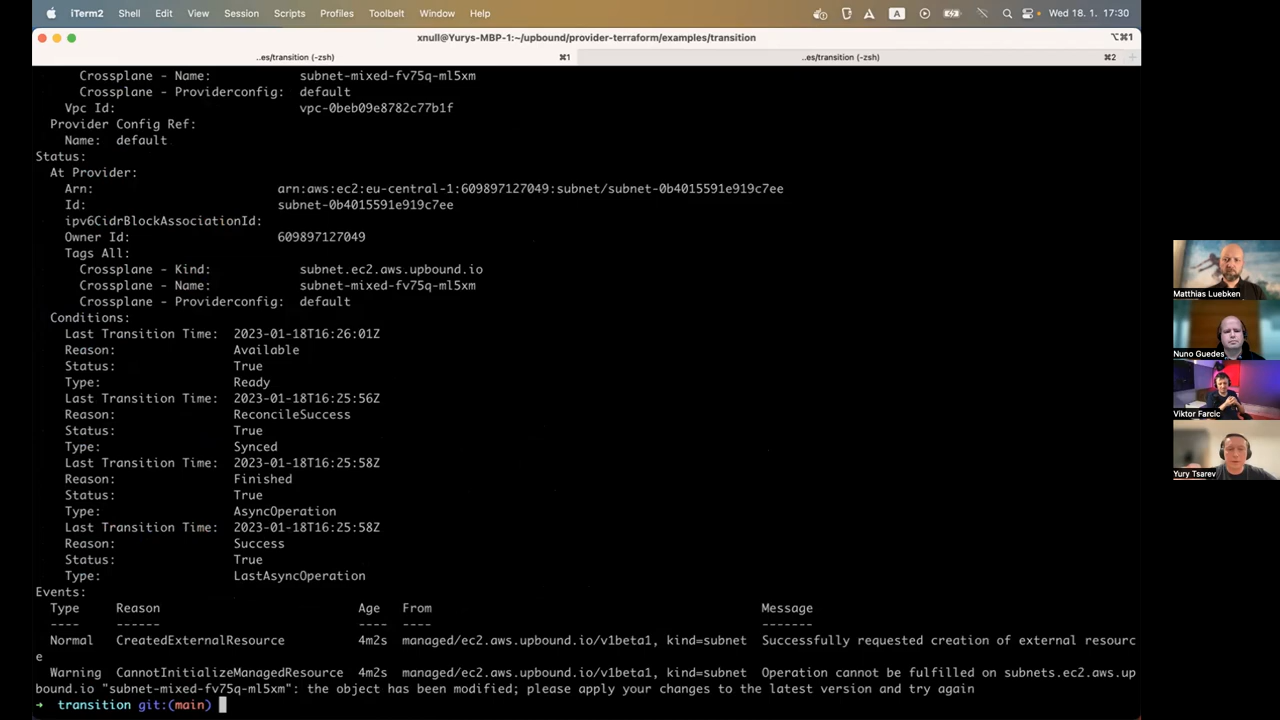 iTerm2 Shell Edit View Session Scripts Profiles Toolbelt Window Help A Wed 18. 1. 17:30
xnull@Yurys-MBP-1:~/upbound/provider-terraform/examples/transition ⌥⌘1
..es/transition (-zsh) ⌘1 ..es/transition (-zsh) ⌘2
Crossplane - Name: subnet-mixed-fv75q-ml5xm
Crossplane - Providerconfig: default
Vpc Id: vpc-0beb09e8782c77b1f
Provider Config Ref:
Name: default
Status:
At Provider:
Arn: arn:aws:ec2:eu-central-1:609897127049:subnet/subnet-0b4015591e919c7ee
Id: subnet-0b4015591e919c7ee
ipv6CidrBlockAssociationId:
Owner Id: 609897127049
Tags All:
Crossplane - Kind: subnet.ec2.aws.upbound.io
Crossplane - Name: subnet-mixed-fv75q-ml5xm
Crossplane - Providerconfig: default
Conditions:
Last Transition Time: 2023-01-18T16:26:01Z
Reason: Available
Status: True
Type: Ready
Last Transition Time: 2023-01-18T16:25:56Z
Reason: ReconcileSuccess
Status: True
Type: Synced
Last Transition Time: 2023-01-18T16:25:58Z
Reason: Finished
Status: True
Type: AsyncOperation
Last Transition Time: 2023-01-18T16:25:58Z
Reason: Success
Status: True
Type: LastAsyncOperation
Events:
Type Reason Age From Message
---- ------ ---- ---- -------
Normal CreatedExternalResource 4m2s managed/ec2.aws.upbound.io/v1beta1, kind=subnet Successfully requested creation of external resourc
e
Warning CannotInitializeManagedResource 4m2s managed/ec2.aws.upbound.io/v1beta1, kind=subnet Operation cannot be fulfilled on subnets.ec2.aws.up
bound.io "subnet-mixed-fv75q-ml5xm": the object has been modified; please apply your changes to the latest version and try again
→ transition git:(main)
Matthias Luebken
Nuno Guedes
Viktor Farcic
Yury Tsarev